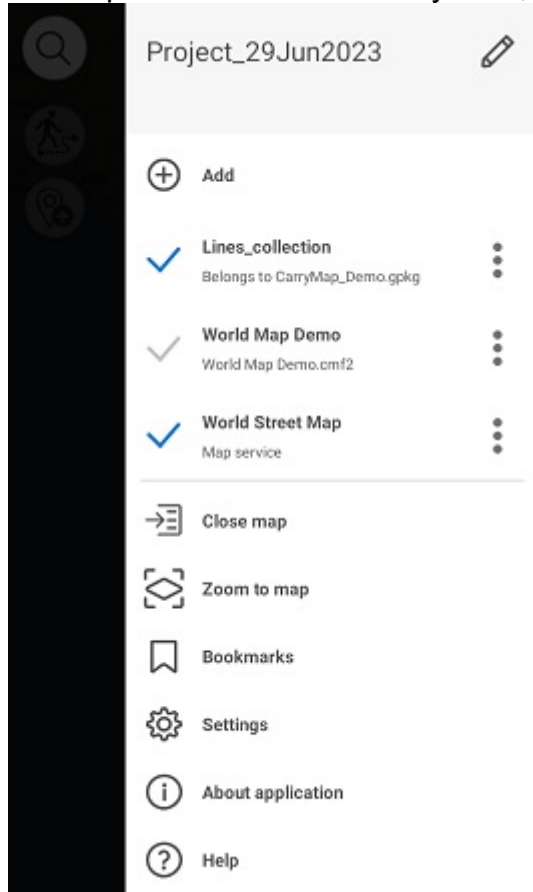 Project_29Jun2023
Add
Lines_collection
Belongs to CarryMap_Demo.gpkg
World Map Demo
World Map Demo.cmf2
World Street Map
Map service
Close map
Zoom to map
Bookmarks
Settings
About application
Help